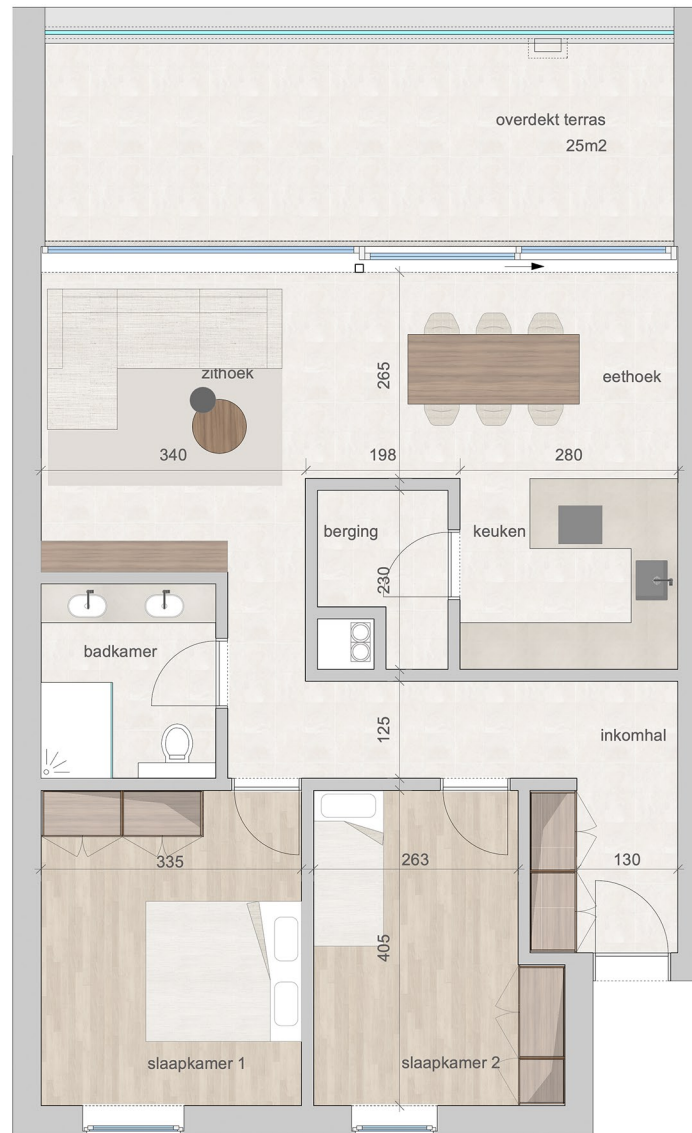 overdekt terras
25m2
zithoek
265
eethoek
340
198
280
berging
keuken
230
badkamer
125
inkomhal
335
263
130
405
slaapkamer 1
slaapkamer 2